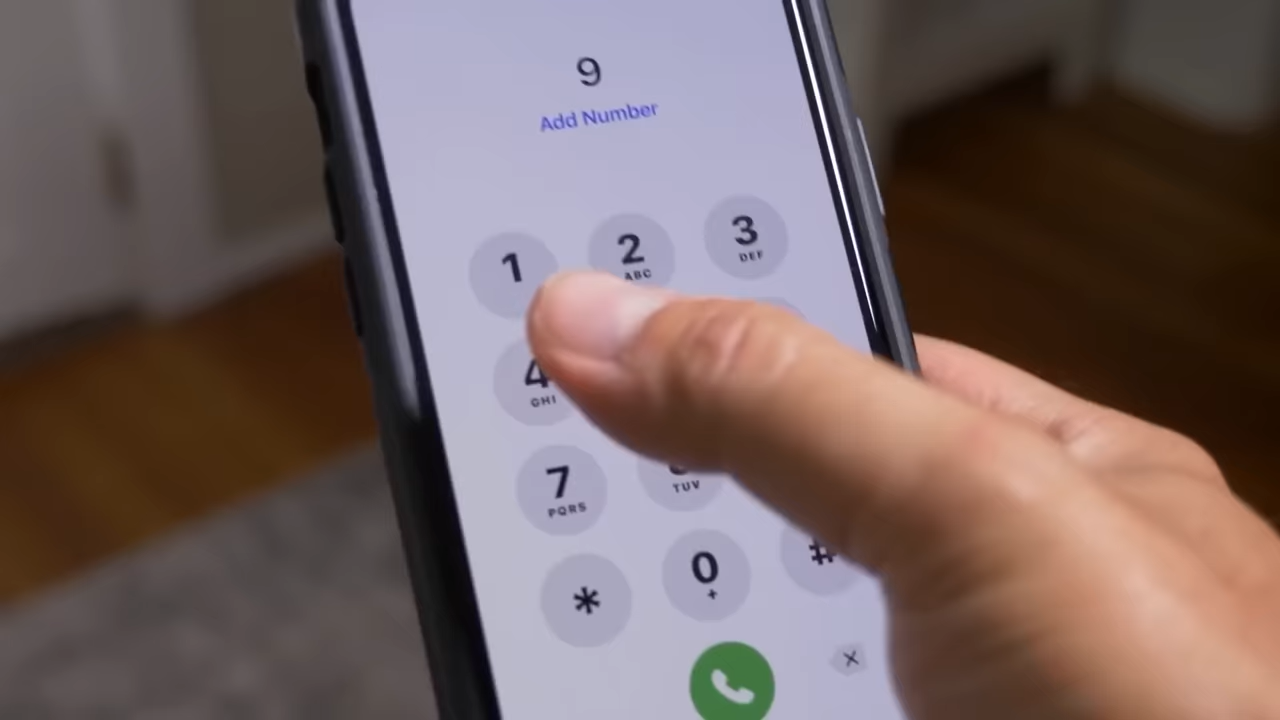 9
Add Number
1 2 3
ABC DEF
4
GHI
7
PQRS TUV
* 0 #
+